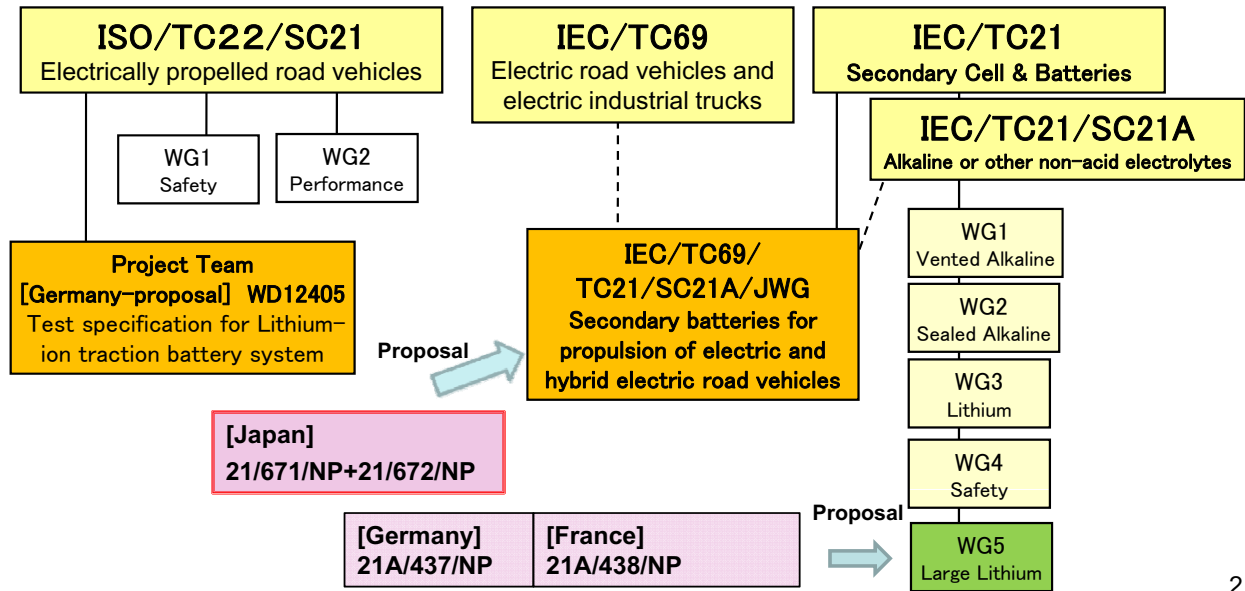 ISO/TC22/SC21
Electrically propelled road vehicles
IEC/TC69
Electric road vehicles and
electric industrial trucks
IEC/TC21
Secondary Cell & Batteries
IEC/TC21/SC21A
Alkaline or other non-acid electrolytes
WG1
Safety
WG2
Performance
Project Team
[Germany-proposal] WD12405
Test specification for Lithium-
ion traction battery system
Proposal
IEC/TC69/
TC21/SC21A/JWG
Secondary batteries for
propulsion of electric and
hybrid electric road vehicles
WG1
Vented Alkaline
WG2
Sealed Alkaline
WG3
Lithium
WG4
Safety
WG5
Large Lithium
[Japan]
21/671/NP+21/672/NP
[Germany]
21A/437/NP
[France]
21A/438/NP
Proposal
2